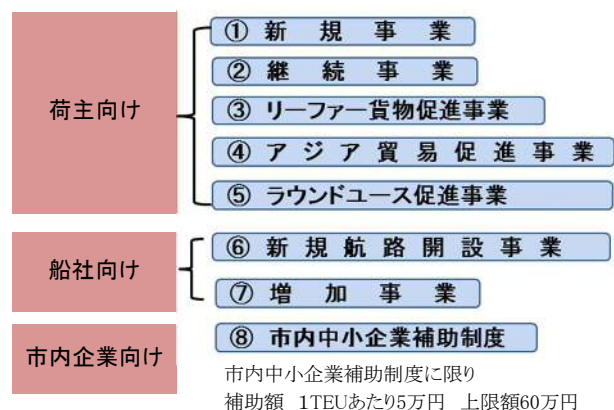 荷主向け
① 新規事業
② 継続事業
③ リーファー貨物促進事業
④ アジア貿易促進事業
⑤ ラウンドユース促進事業
船社向け
⑥ 新規航路開設事業
⑦ 増加事業
市内企業向け
⑧ 市内中小企業補助制度
市内中小企業補助制度に限り
補助額 1TEUあたり5万円 上限額60万円